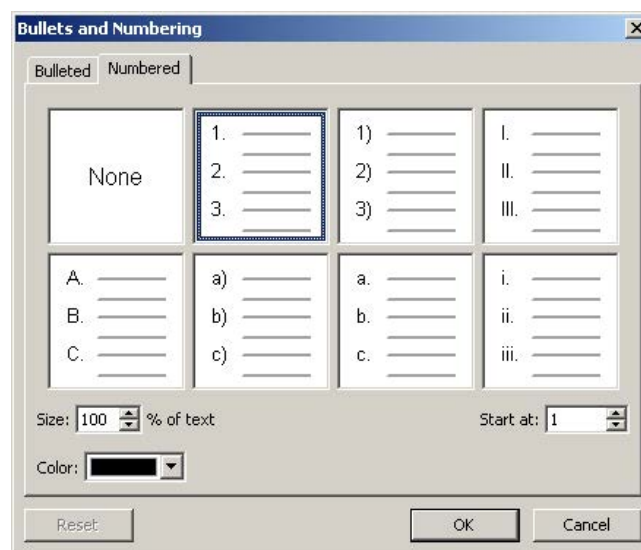 Bullets and Numbering
Bulleted Numbered
None
1.
2.
3.
1)
2)
3)
I.
II.
III.
A.
B.
C.
a)
b)
c)
a.
b.
c.
i.
ii.
iii.
Size: 100 % of text Start at: 1
Color:
Reset OK Cancel